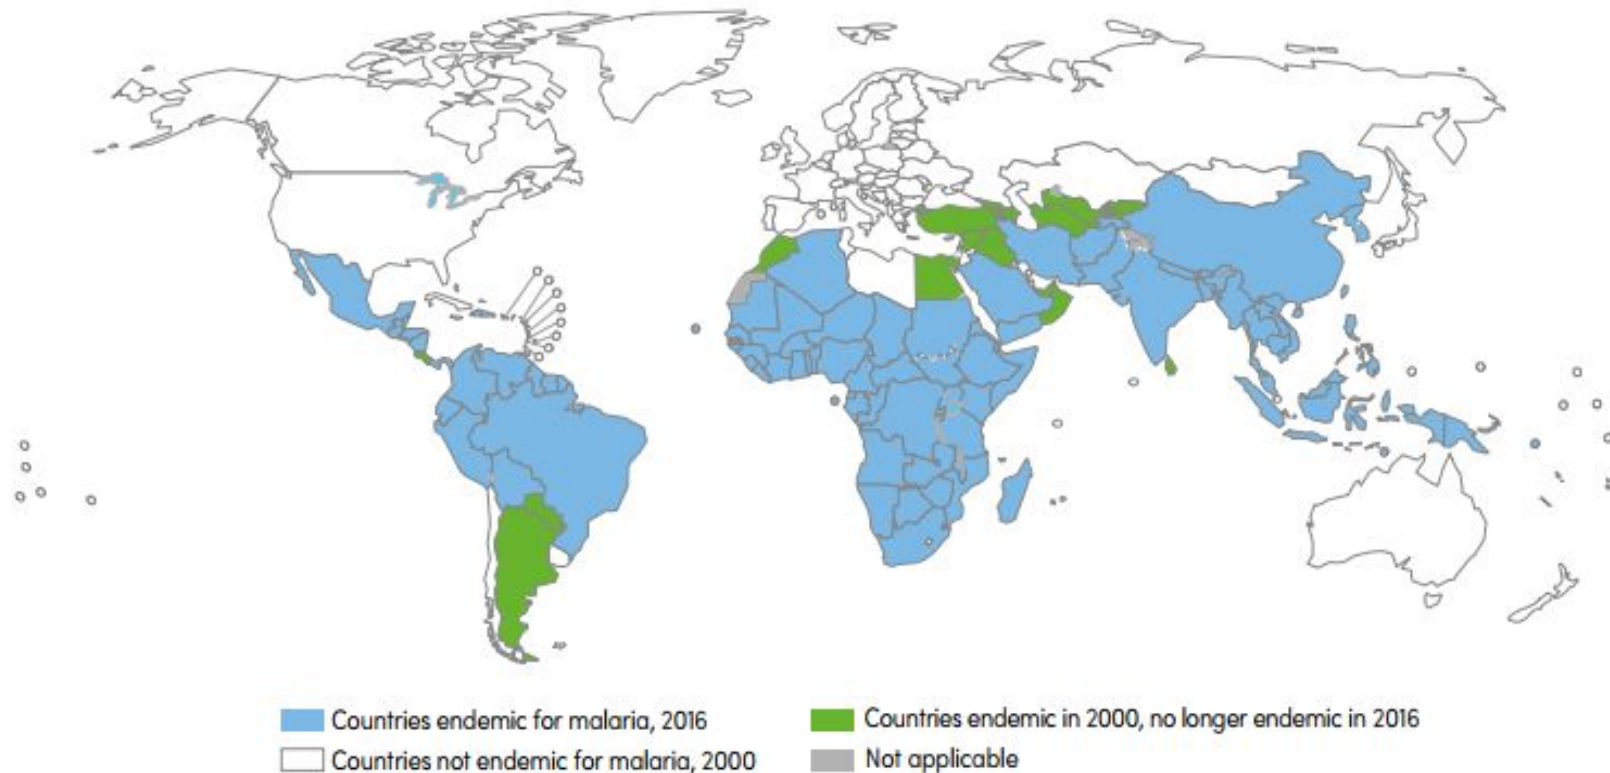 Countries endemic for malaria, 2016
Countries endemic in 2000, no longer endemic in 2016
Countries not endemic for malaria, 2000
Not applicable